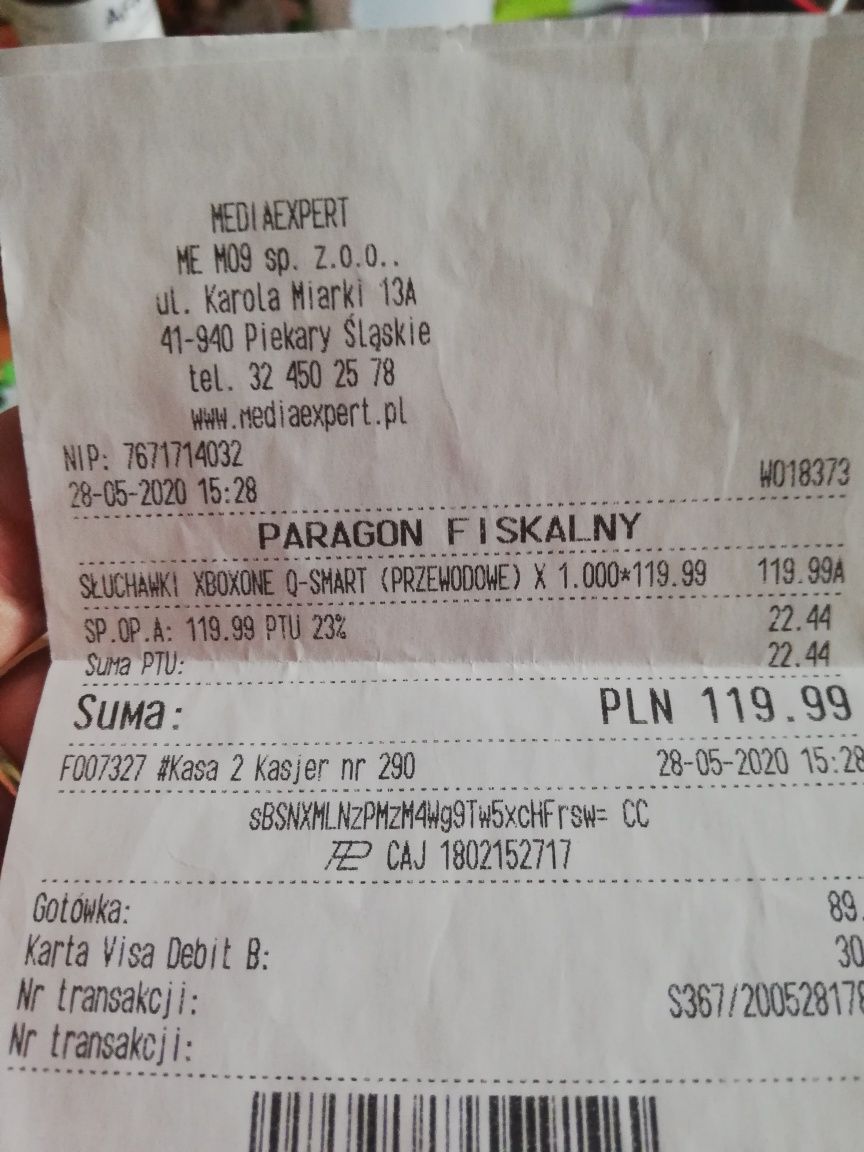 MEDIAEXPERT
ME M09 sp. z.o.o..
ul. Karola Miarki 13A
41-940 Piekary Śląskie
tel. 32 450 25 78
www.mediaexpert.pl
NIP: 7671714032
28-05-2020 15:28 W018373
PARAGON FISKALNY
SŁUCHAWKI XBOXONE Q-SMART (PRZEWODOWE) X 1.000*119.99 119.99A
SP.OP.A: 119.99 PTU 23% 22.44
Suma PTU: 22.44
Suma: PLN 119.99
F007327 #Kasa 2 Kasjer nr 290 28-05-2020 15:28
sBSNXMLNzPMzM4Wg9Tw5xcHFrsw= CC
CAJ 1802152717
Gotówka: 89.
Karta Visa Debit B: 30
Nr transakcji: S367/200528178
Nr transakcji: